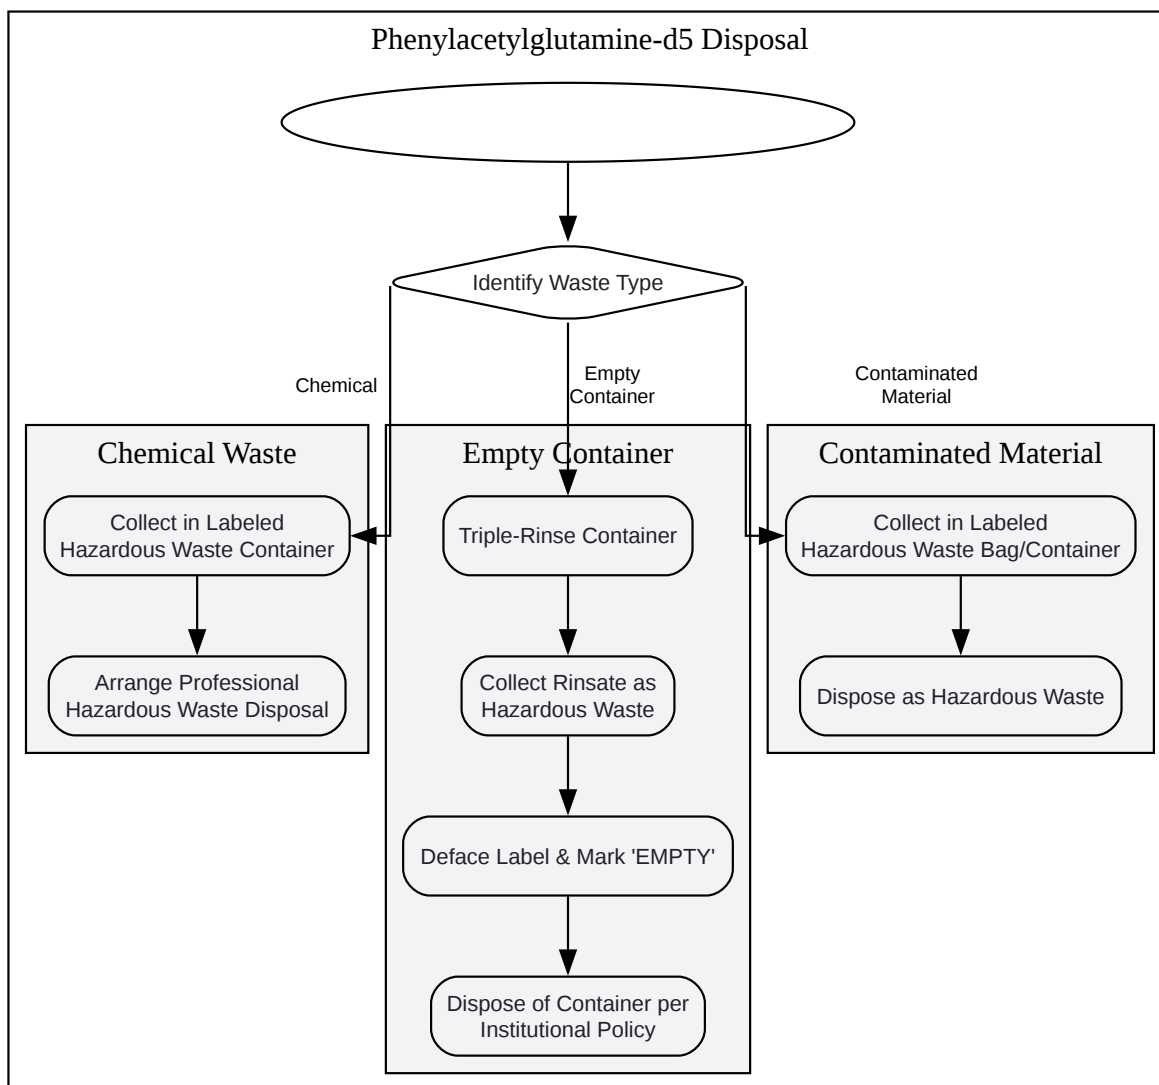 Phenylacetylglutamine-d5 Disposal
Identify Waste Type
Chemical
Empty
Container
Contaminated
Material
Chemical Waste
Collect in Labeled
Hazardous Waste Container
Arrange Professional
Hazardous Waste Disposal
Empty Container
Triple-Rinse Container
Collect Rinsate as
Hazardous Waste
Deface Label & Mark 'EMPTY'
Dispose of Container per
Institutional Policy
Contaminated Material
Collect in Labeled
Hazardous Waste Bag/Container
Dispose as Hazardous Waste